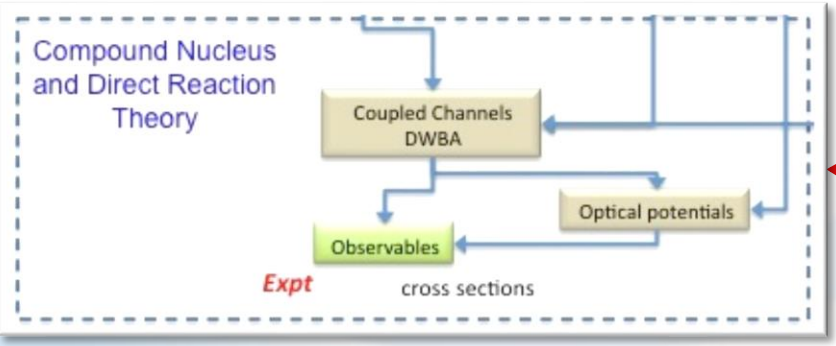 Compound Nucleus
and Direct Reaction
Theory
Coupled Channels
DWBA
Optical potentials
Observables
Expt
cross sections